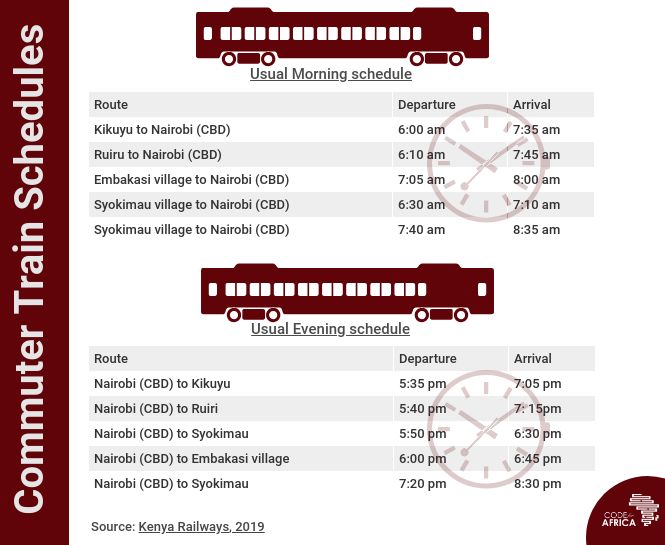 Commuter Train Schedules
Usual Morning schedule
Route Departure Arrival
Kikuyu to Nairobi (CBD) 6:00 am 7:35 am
Ruiru to Nairobi (CBD) 6:10 am 7:45 am
Embakasi village to Nairobi (CBD) 7:05 am 8:00 am
Syokimau village to Nairobi (CBD) 6:30 am 7:10 am
Syokimau village to Nairobi (CBD) 7:40 am 8:35 am
Usual Evening schedule
Route Departure Arrival
Nairobi (CBD) to Kikuyu 5:35 pm 7:05 pm
Nairobi (CBD) to Ruiri 5:40 pm 7: 15pm
Nairobi (CBD) to Syokimau 5:50 pm 6:30 pm
Nairobi (CBD) to Embakasi village 6:00 pm 6:45 pm
Nairobi (CBD) to Syokimau 7:20 pm 8:30 pm
Source: Kenya Railways, 2019
CODE for
AFRICA